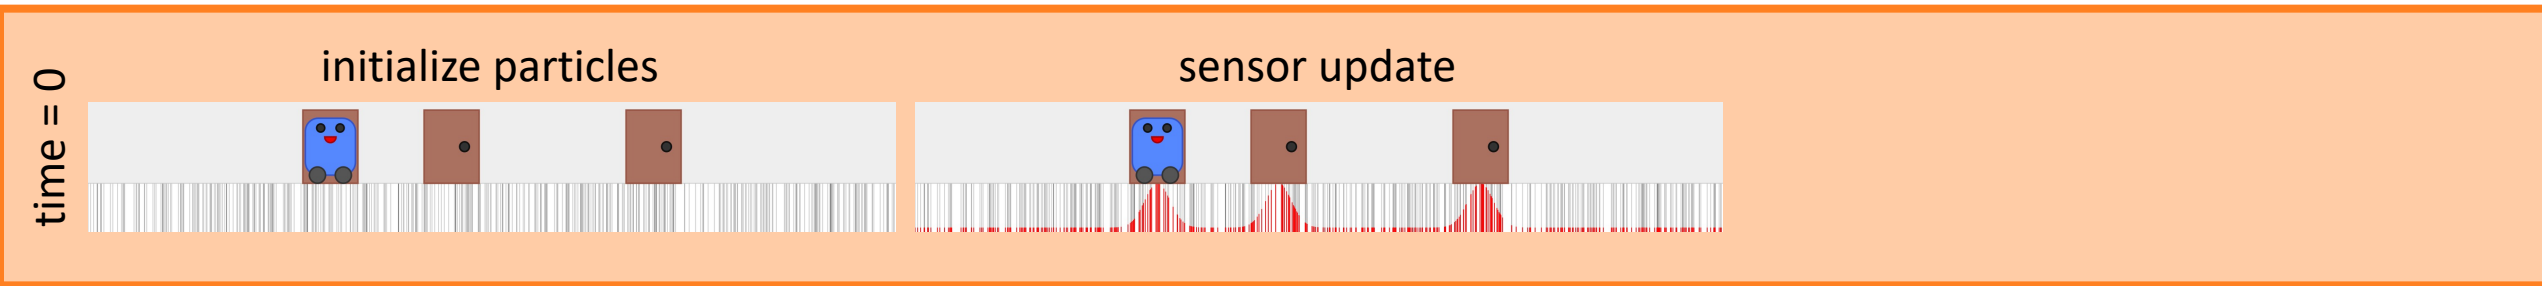 time = 0
initialize particles
sensor update